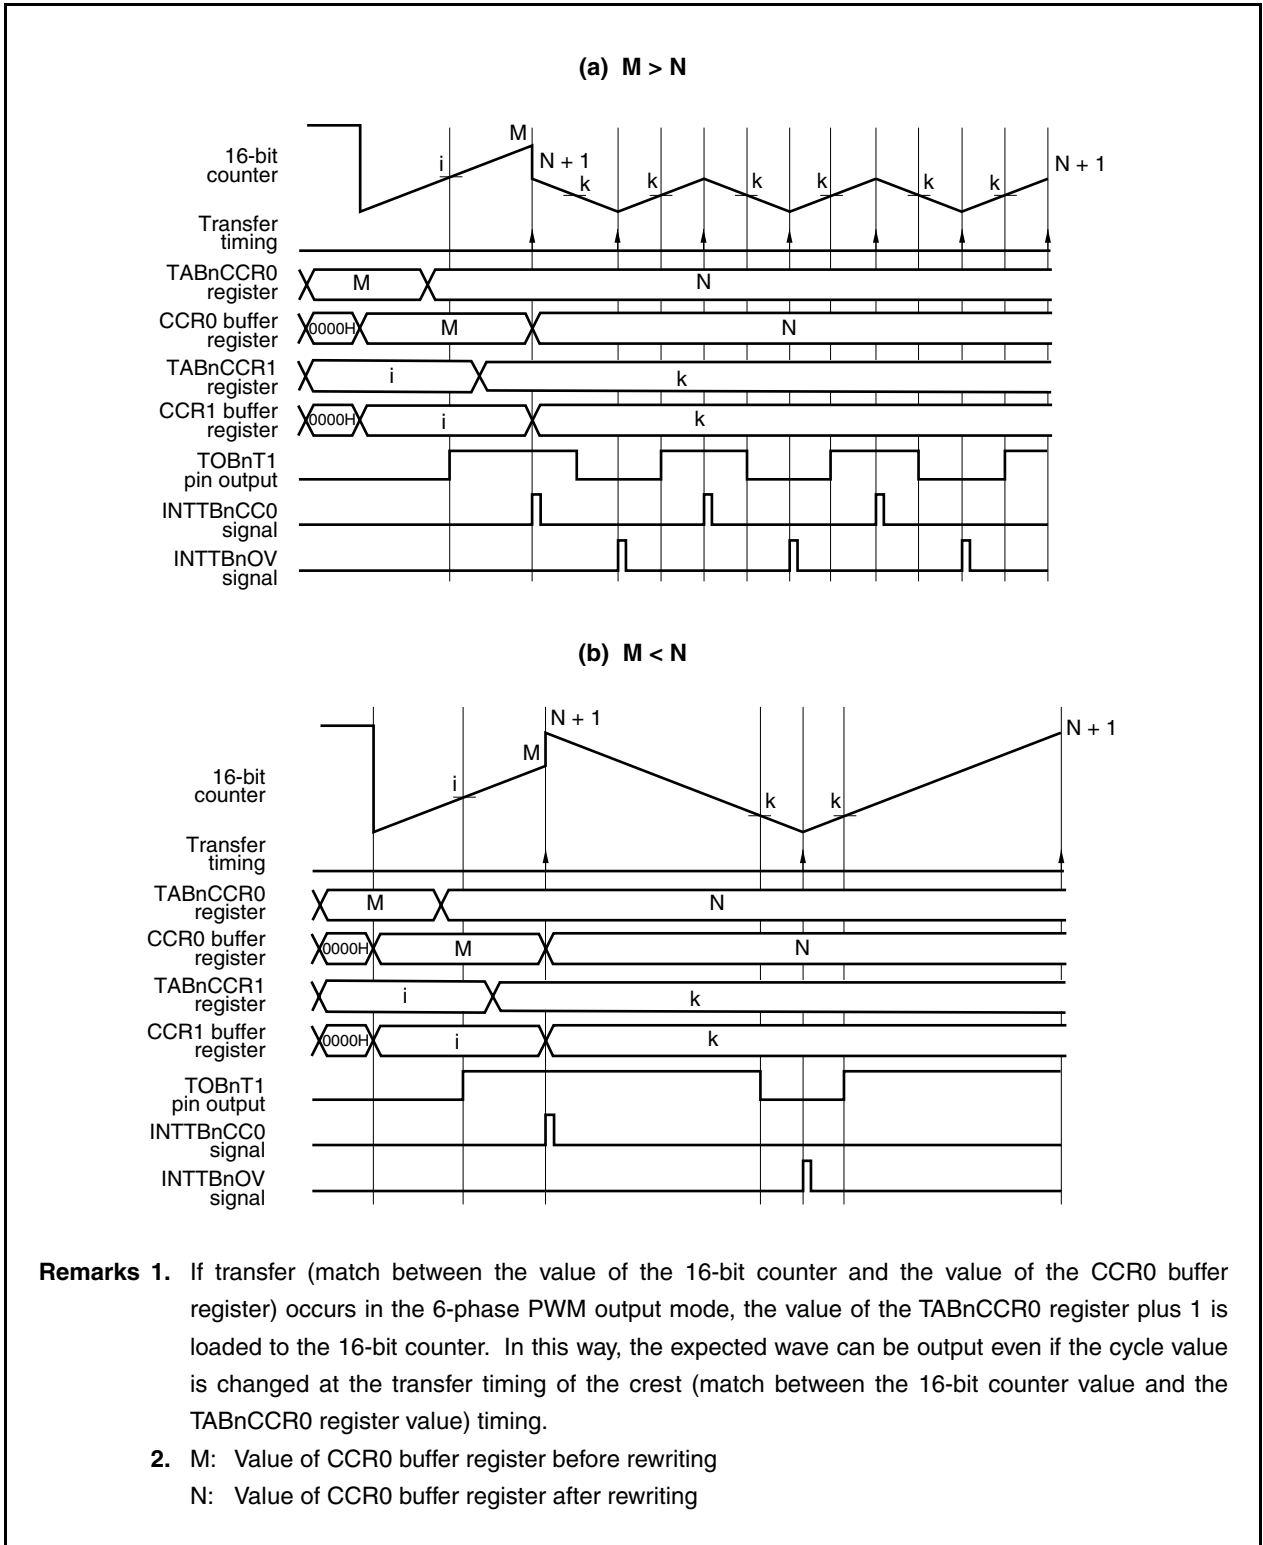 (a) M > N
M
i
N + 1
k
k
k
k
k
k
N + 1
16-bit
counter
Transfer
timing
TABnCCR0
register
M
N
CCR0 buffer
register
0000H
M
N
TABnCCR1
register
i
k
CCR1 buffer
register
0000H
i
k
TOBnT1
pin output
INTTBnCC0
signal
INTTBnOV
signal
(b) M < N
N + 1
M
i
k
k
N + 1
16-bit
counter
Transfer
timing
TABnCCR0
register
M
N
CCR0 buffer
register
0000H
M
N
TABnCCR1
register
i
k
CCR1 buffer
register
0000H
i
k
TOBnT1
pin output
INTTBnCC0
signal
INTTBnOV
signal
Remarks 1. If transfer (match between the value of the 16-bit counter and the value of the CCR0 buffer
register) occurs in the 6-phase PWM output mode, the value of the TABnCCR0 register plus 1 is
loaded to the 16-bit counter. In this way, the expected wave can be output even if the cycle value
is changed at the transfer timing of the crest (match between the 16-bit counter value and the
TABnCCR0 register value) timing.
2. M: Value of CCR0 buffer register before rewriting
N: Value of CCR0 buffer register after rewriting